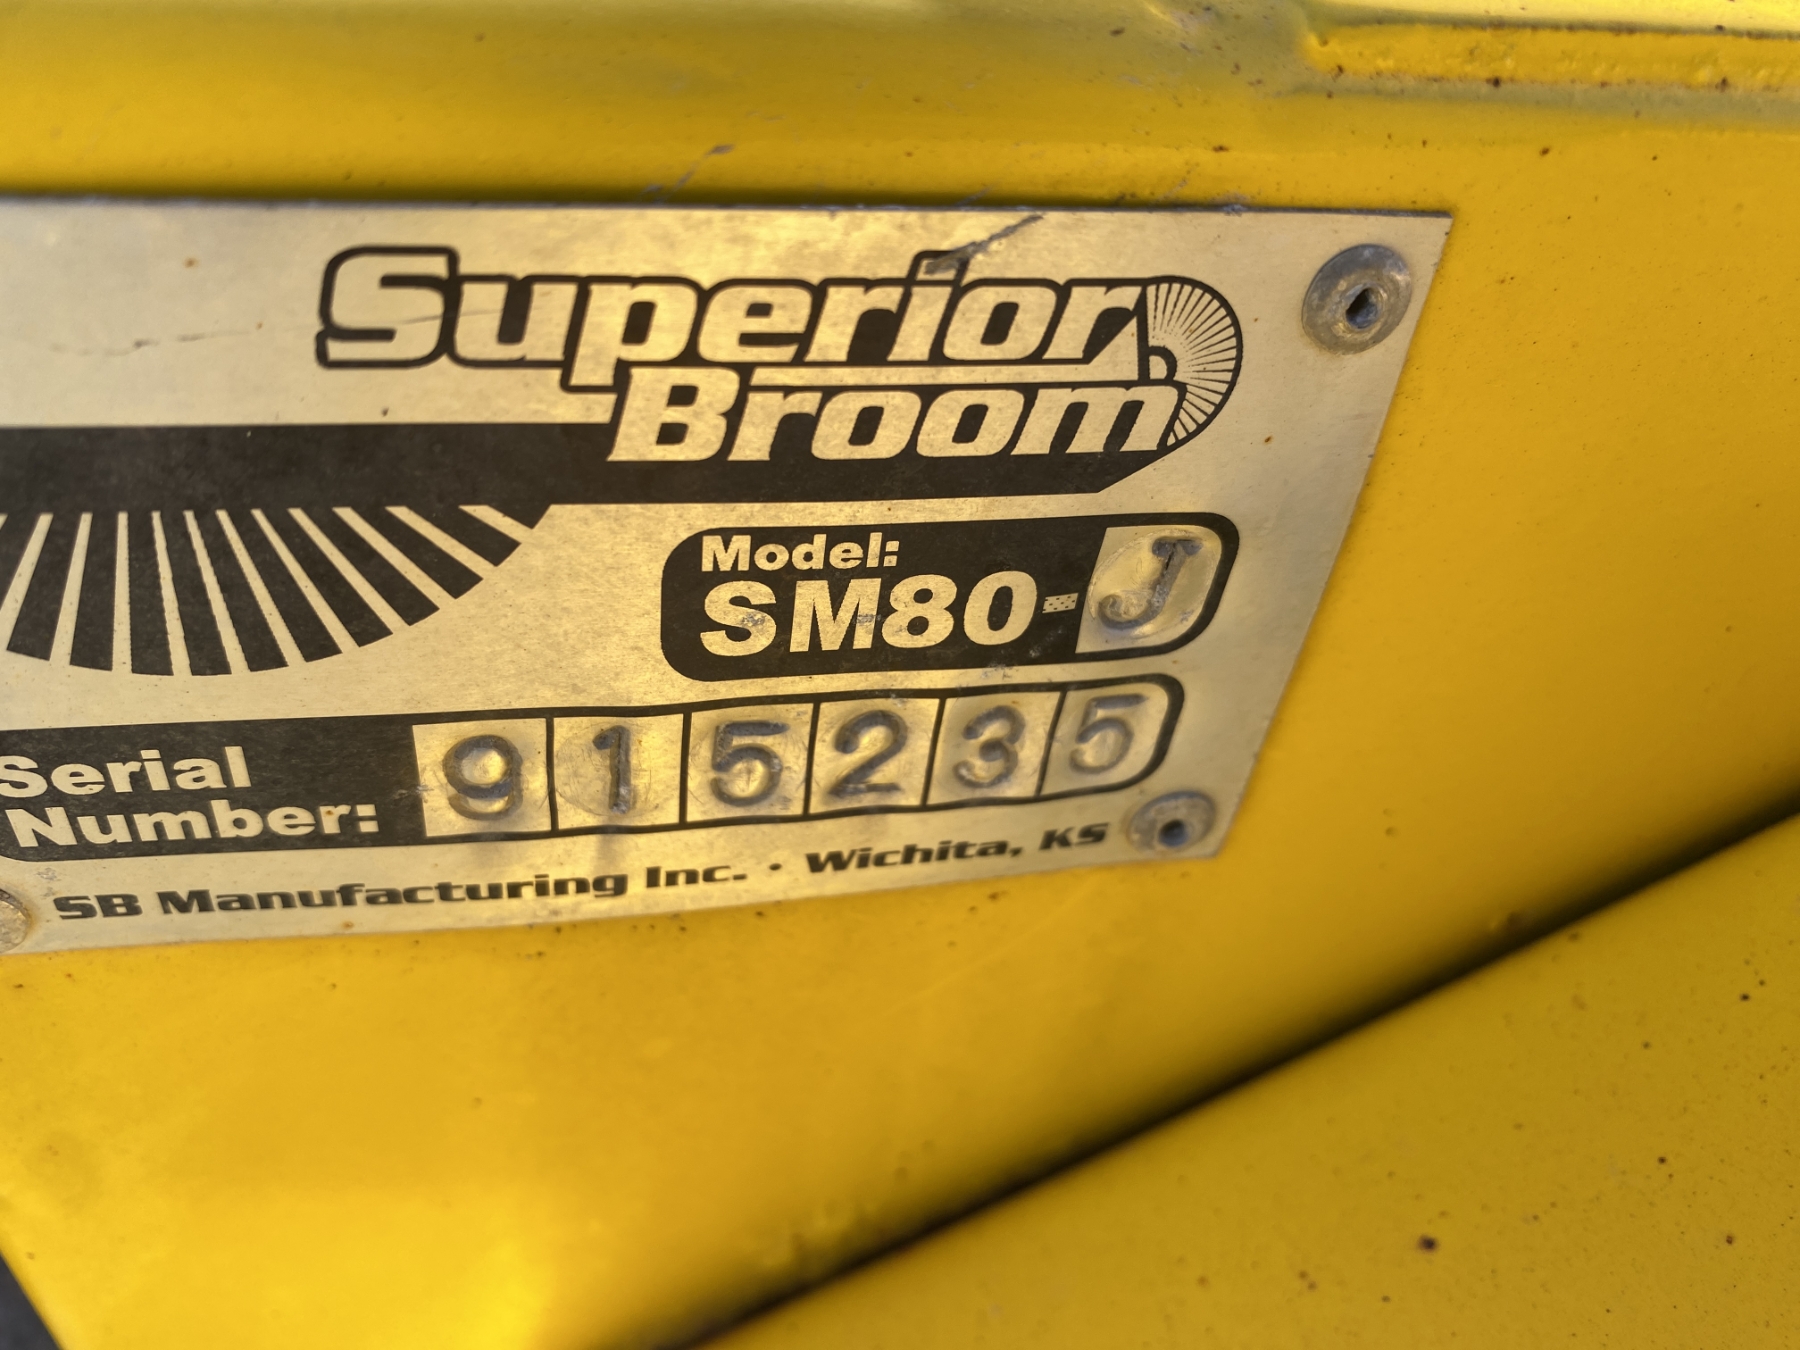 Superior
Broom
Model:
SM80-J
Serial
Number: 915235
SB Manufacturing Inc. • Wichita, KS